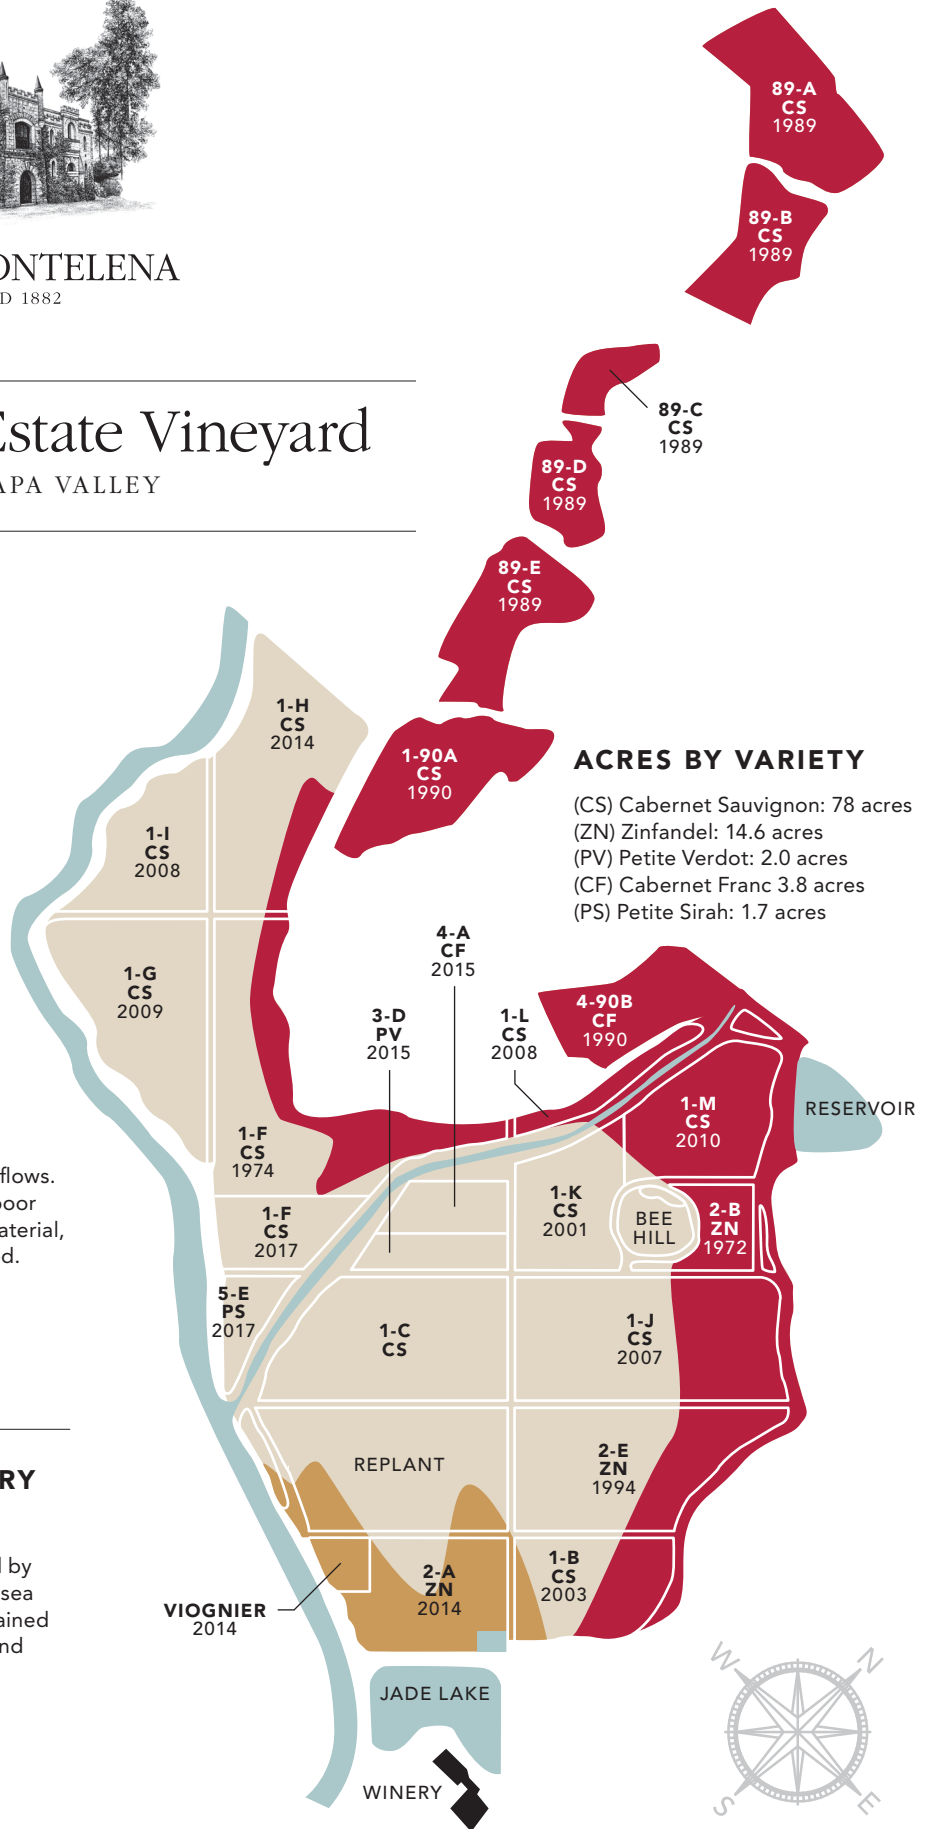 89-A
CS
1989
89-B
CS
1989
ONTELENA
D 1882
Estate Vineyard
APA VALLEY
89-C
CS
1989
89-D
CS
1989
89-E
CS
1989
1-H
CS
2014
1-90A
CS
1990
ACRES BY VARIETY
(CS) Cabernet Sauvignon: 78 acres
(ZN) Zinfandel: 14.6 acres
(PV) Petite Verdot: 2.0 acres
(CF) Cabernet Franc 3.8 acres
(PS) Petite Sirah: 1.7 acres
1-I
CS
2008
1-G
CS
2009
4-A
CF
2015
3-D
PV
2015
1-L
CS
2008
4-90B
CF
1990
RESERVOIR
1-M
CS
2010
1-F
CS
1974
flows.
oor
aterial,
d.
1-F
CS
2017
1-K
CS
2001
BEE
HILL
2-B
ZN
1972
5-E
PS
2017
1-C
CS
1-J
CS
2007
REPLANT
2-E
ZN
1994
RY
d by
sea
ained
nd
2-A
ZN
2014
1-B
CS
2003
VIOGNIER
2014
JADE LAKE
WINERY
W
N
S
E